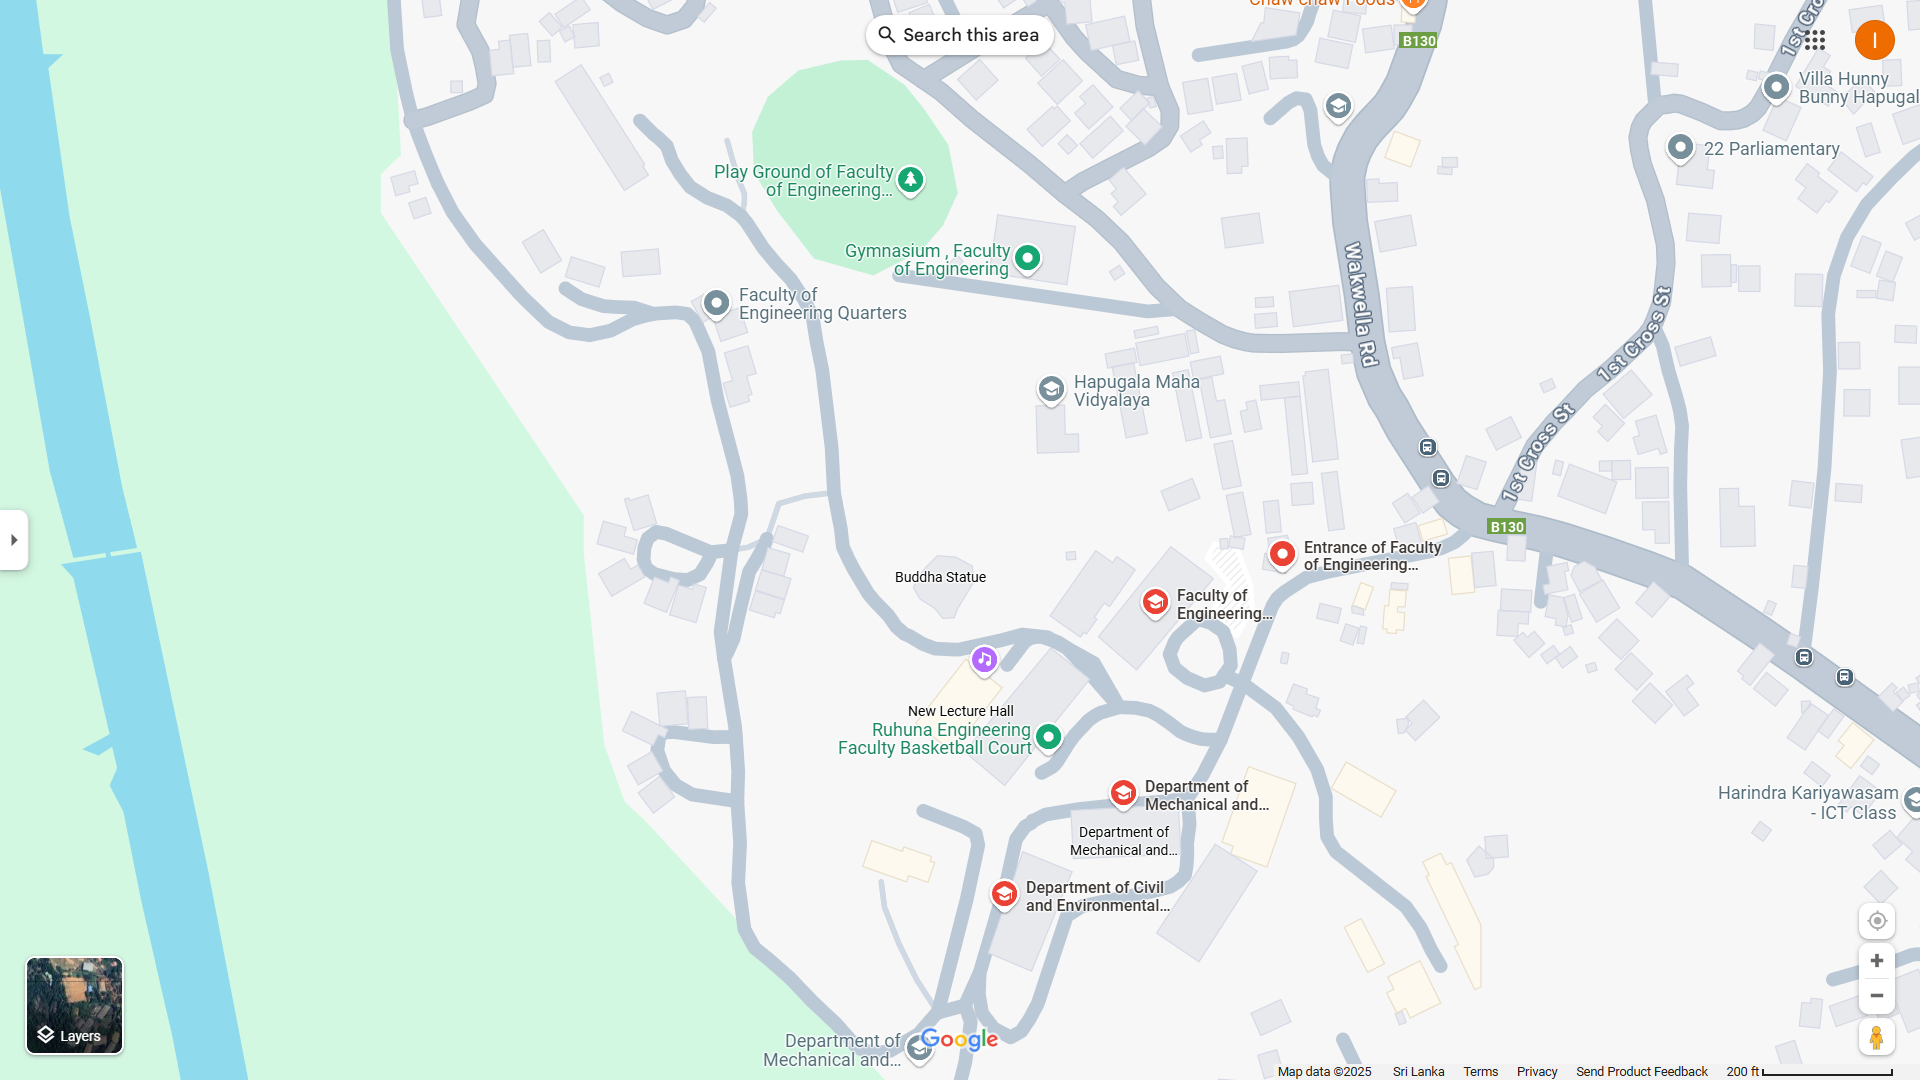 Chaw chaw Foods
Search this area
B130
1st Cross St
Villa Hunny
Bunny Hapugal
22 Parliamentary
Play Ground of Faculty
of Engineering...
Gymnasium , Faculty
of Engineering
Wakwella Rd
Faculty of
Engineering Quarters
1st Cross St
Hapugala Maha
Vidyalaya
1st Cross St
B130
Entrance of Faculty
of Engineering...
Buddha Statue
Faculty of
Engineering...
New Lecture Hall
Ruhuna Engineering
Faculty Basketball Court
Department of
Mechanical and...
Harindra Kariyawasam
- ICT Class
Department of
Mechanical and...
Department of Civil
and Environmental...
Layers
Department of
Mechanical and...
Google
Map data ©2025 Sri Lanka Terms Privacy Send Product Feedback 200 ft